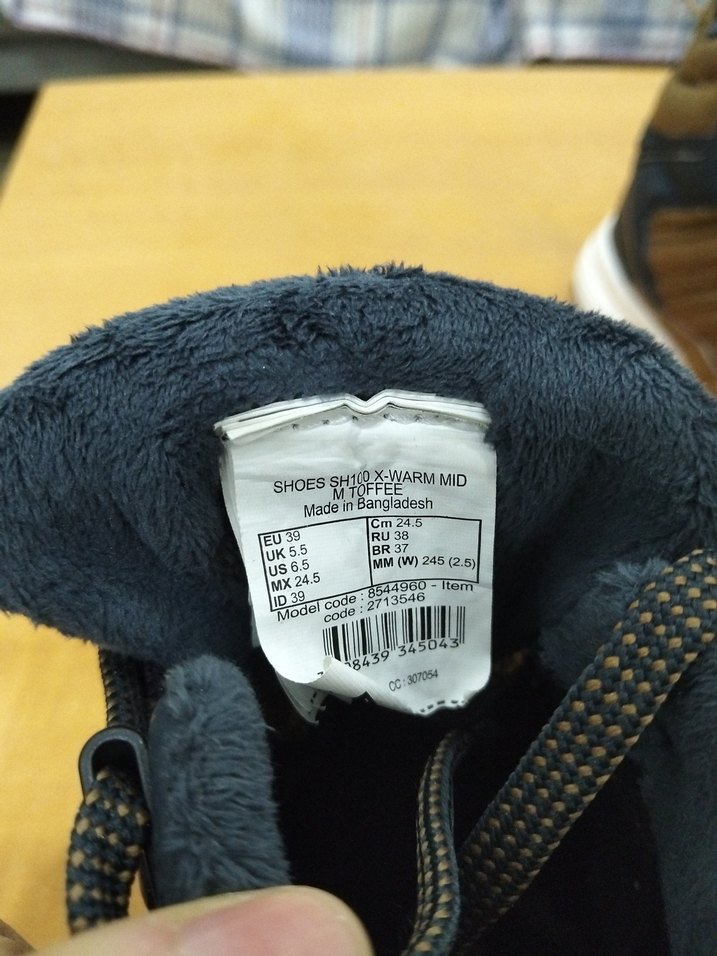 SHOES SH100 X-WARM MID
M TOFFEE
Made in Bangladesh
EU 39
UK 5.5
US 6.5
MX 24.5
ID 39
Cm 24.5
RU 38
BR 37
MM (W) 245 (2.5)
Model code : 8544960 - Item
code : 2713546
8439 345043
CC : 307054